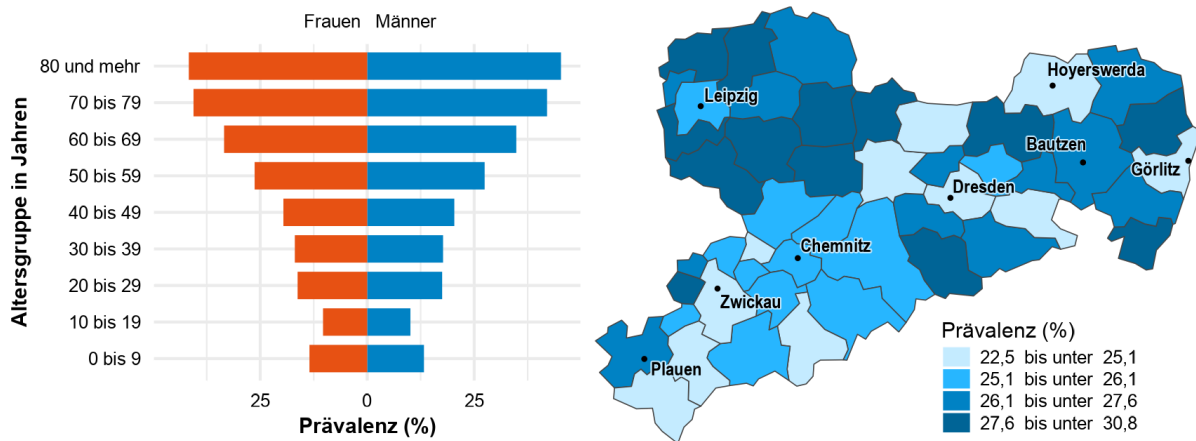 Frauen Männer
Altersgruppe in Jahren
80 und mehr
70 bis 79
60 bis 69
50 bis 59
40 bis 49
30 bis 39
20 bis 29
10 bis 19
0 bis 9
25 0 25
Prävalenz (%)
Leipzig
Hoyerswerda
Bautzen
Görlitz
Dresden
Chemnitz
Zwickau
Plauen
Prävalenz (%)
22,5 bis unter 25,1
25,1 bis unter 26,1
26,1 bis unter 27,6
27,6 bis unter 30,8